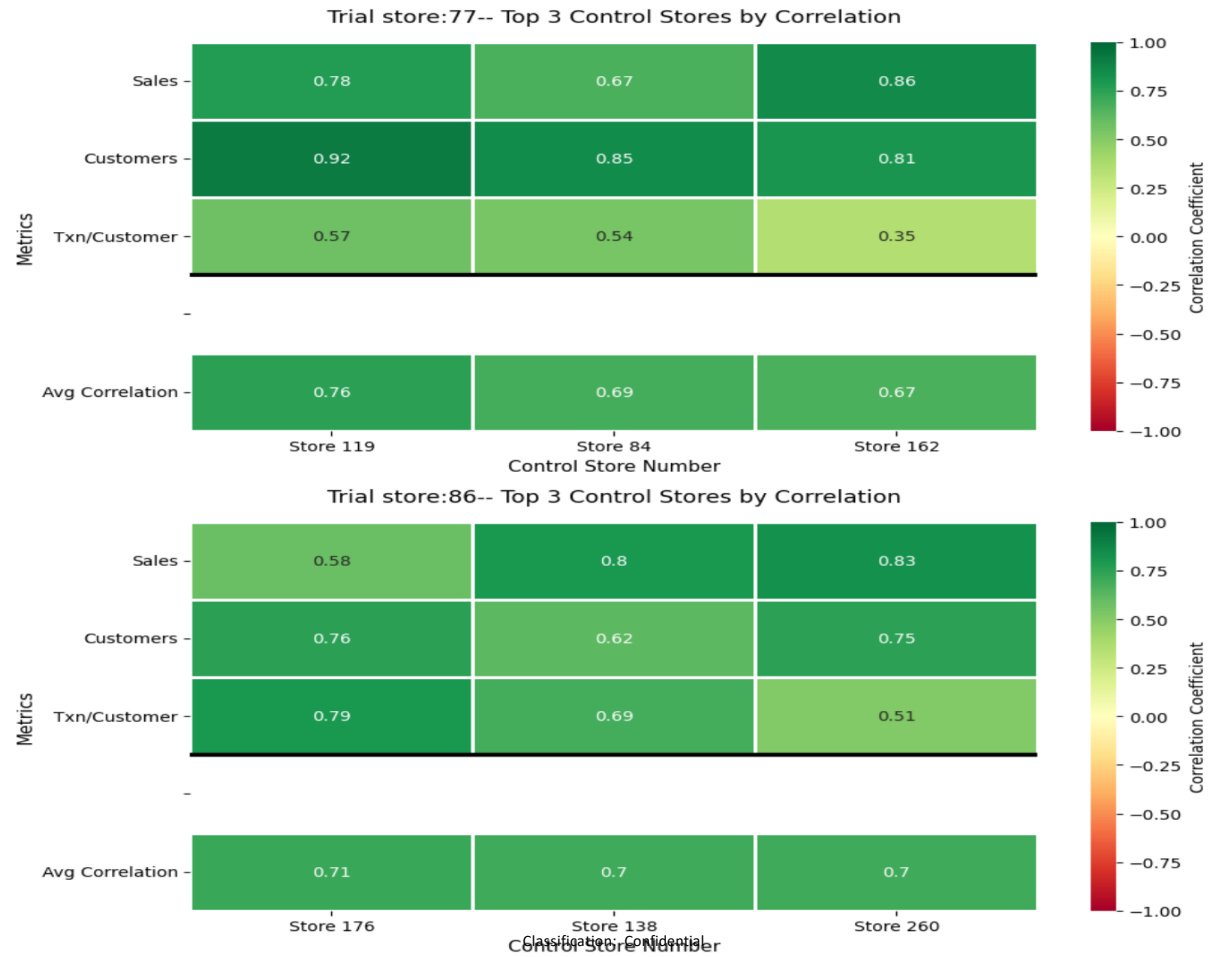 Trial store:77-- Top 3 Control Stores by Correlation
Sales
0.78 0.67 0.86
Customers
0.92 0.85 0.81
Txn/Customer
0.57 0.54 0.35
Metrics
Avg Correlation
0.76 0.69 0.67
Store 119 Store 84 Store 162
Control Store Number
1.00
0.75
0.50
0.25
0.00
−0.25
−0.50
−0.75
−1.00
Correlation Coefficient
Trial store:86-- Top 3 Control Stores by Correlation
Sales
0.58 0.8 0.83
Customers
0.76 0.62 0.75
Txn/Customer
0.79 0.69 0.51
Metrics
Avg Correlation
0.71 0.7 0.7
Store 176 Store 138 Store 260
Control Store Number
Classification: Confidential
1.00
0.75
0.50
0.25
0.00
−0.25
−0.50
−0.75
−1.00
Correlation Coefficient